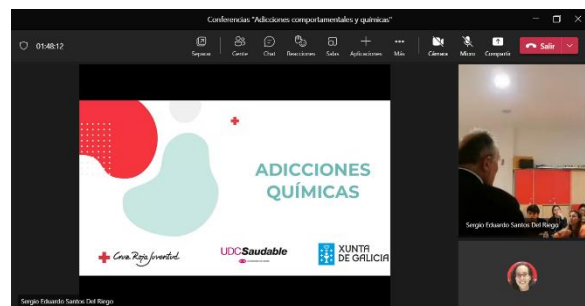 Conferencias "Adicciones comportamentales y químicas"
01:48:12
Separar
Gente
Chat
Reacciones
Salas
Aplicaciones
Más
Cámara
Micro
Compartir
Salir
ADICCIONES
QUÍMICAS
Cruz Roja Juventud
UDCSaudable
XUNTA
DE GALICIA
Sergio Eduardo Santos Del Riego
Sergio Eduardo Santos Del Riego